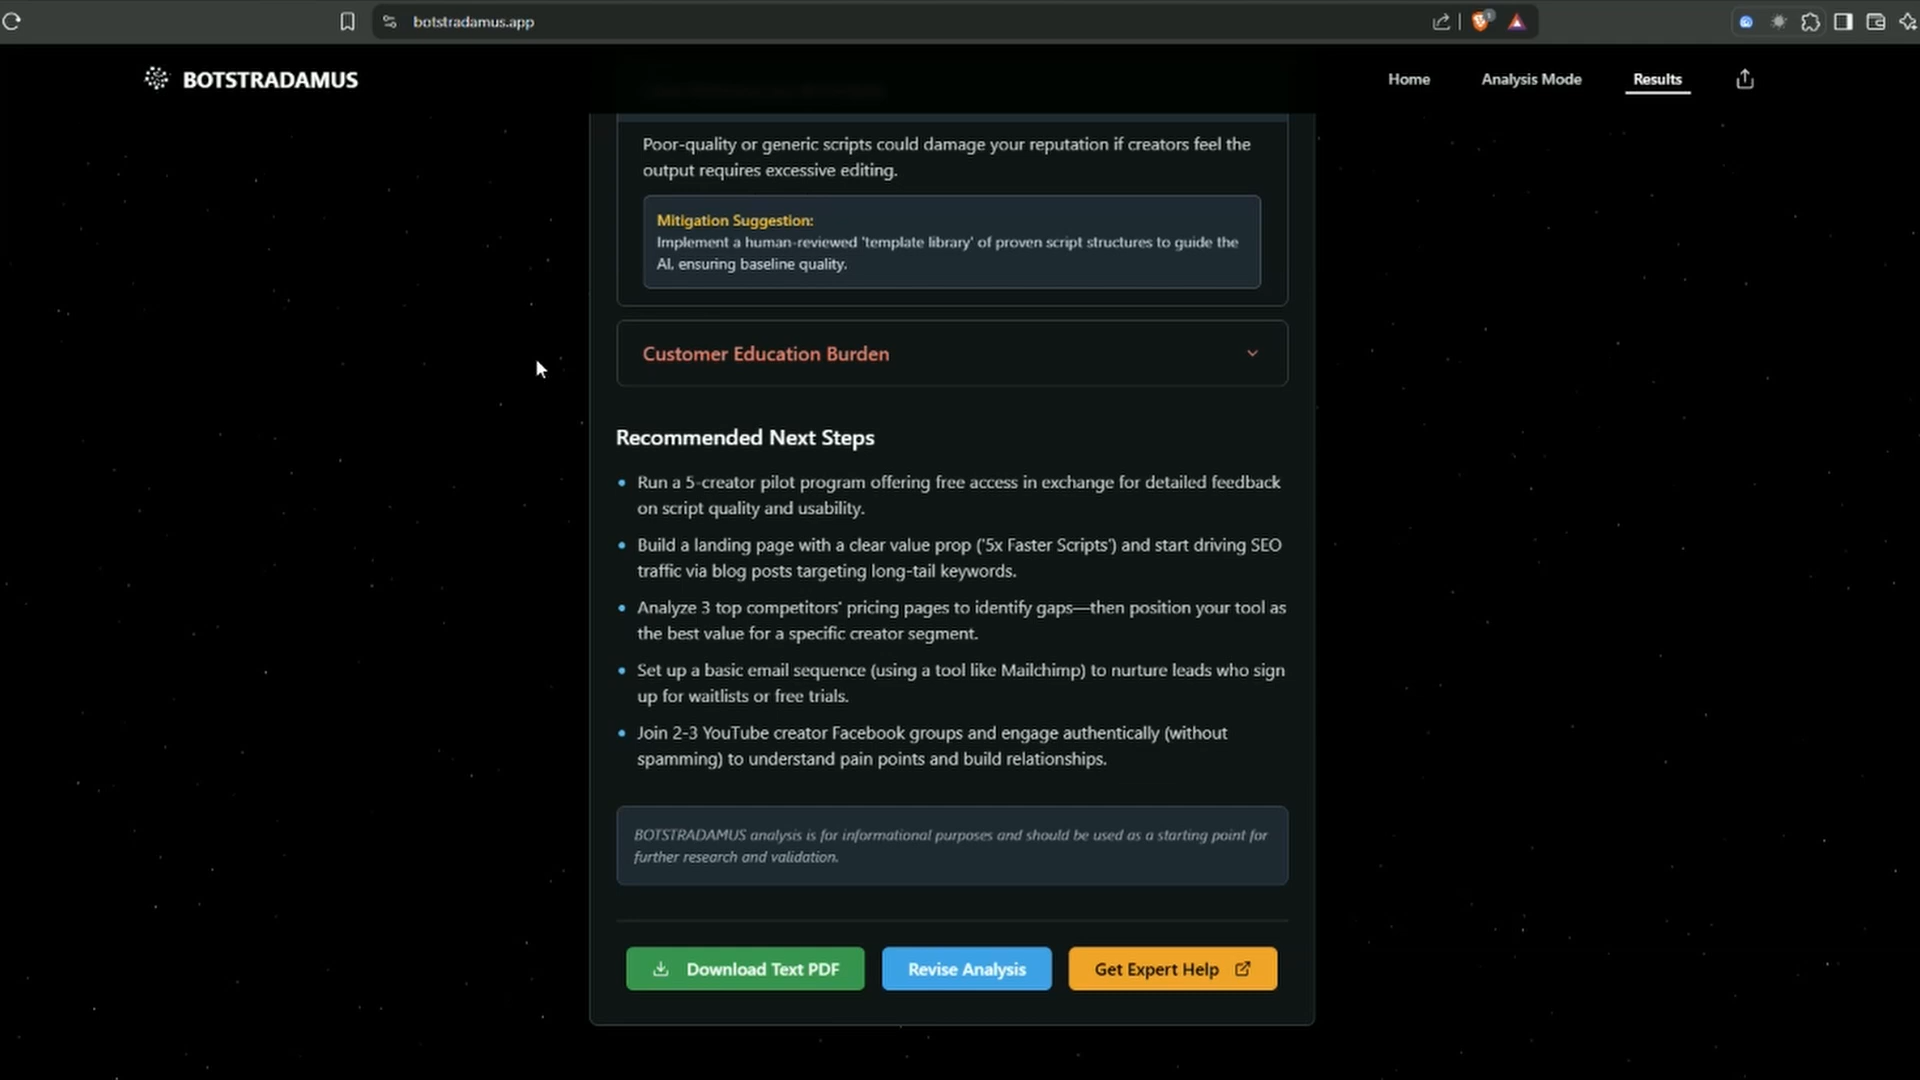 botstradamus.app
1
BOTSTRADAMUS
Home
Analysis Mode
Results
Poor-quality or generic scripts could damage your reputation if creators feel the
output requires excessive editing.
Mitigation Suggestion:
Implement a human-reviewed 'template library' of proven script structures to guide the
AI, ensuring baseline quality.
Customer Education Burden
Recommended Next Steps
• Run a 5-creator pilot program offering free access in exchange for detailed feedback
on script quality and usability.
• Build a landing page with a clear value prop ('5x Faster Scripts') and start driving SEO
traffic via blog posts targeting long-tail keywords.
• Analyze 3 top competitors' pricing pages to identify gaps—then position your tool as
the best value for a specific creator segment.
• Set up a basic email sequence (using a tool like Mailchimp) to nurture leads who sign
up for waitlists or free trials.
• Join 2-3 YouTube creator Facebook groups and engage authentically (without
spamming) to understand pain points and build relationships.
BOTSTRADAMUS analysis is for informational purposes and should be used as a starting point for
further research and validation.
Download Text PDF
Revise Analysis
Get Expert Help